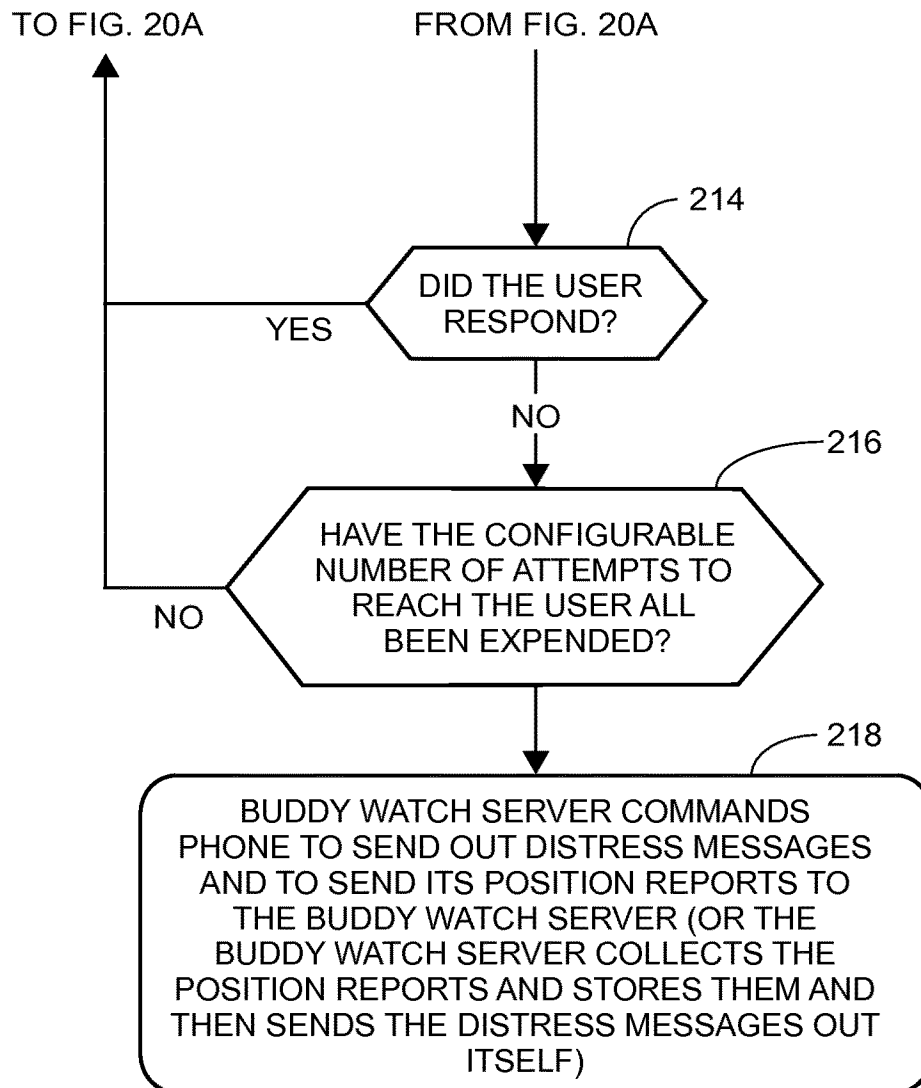 TO FIG. 20A
FROM FIG. 20A
214
DID THE USER
RESPOND?
YES
NO
216
HAVE THE CONFIGURABLE
NUMBER OF ATTEMPTS TO
REACH THE USER ALL
BEEN EXPENDED?
NO
218
BUDDY WATCH SERVER COMMANDS
PHONE TO SEND OUT DISTRESS MESSAGES
AND TO SEND ITS POSITION REPORTS TO
THE BUDDY WATCH SERVER (OR THE
BUDDY WATCH SERVER COLLECTS THE
POSITION REPORTS AND STORES THEM AND
THEN SENDS THE DISTRESS MESSAGES OUT
ITSELF)